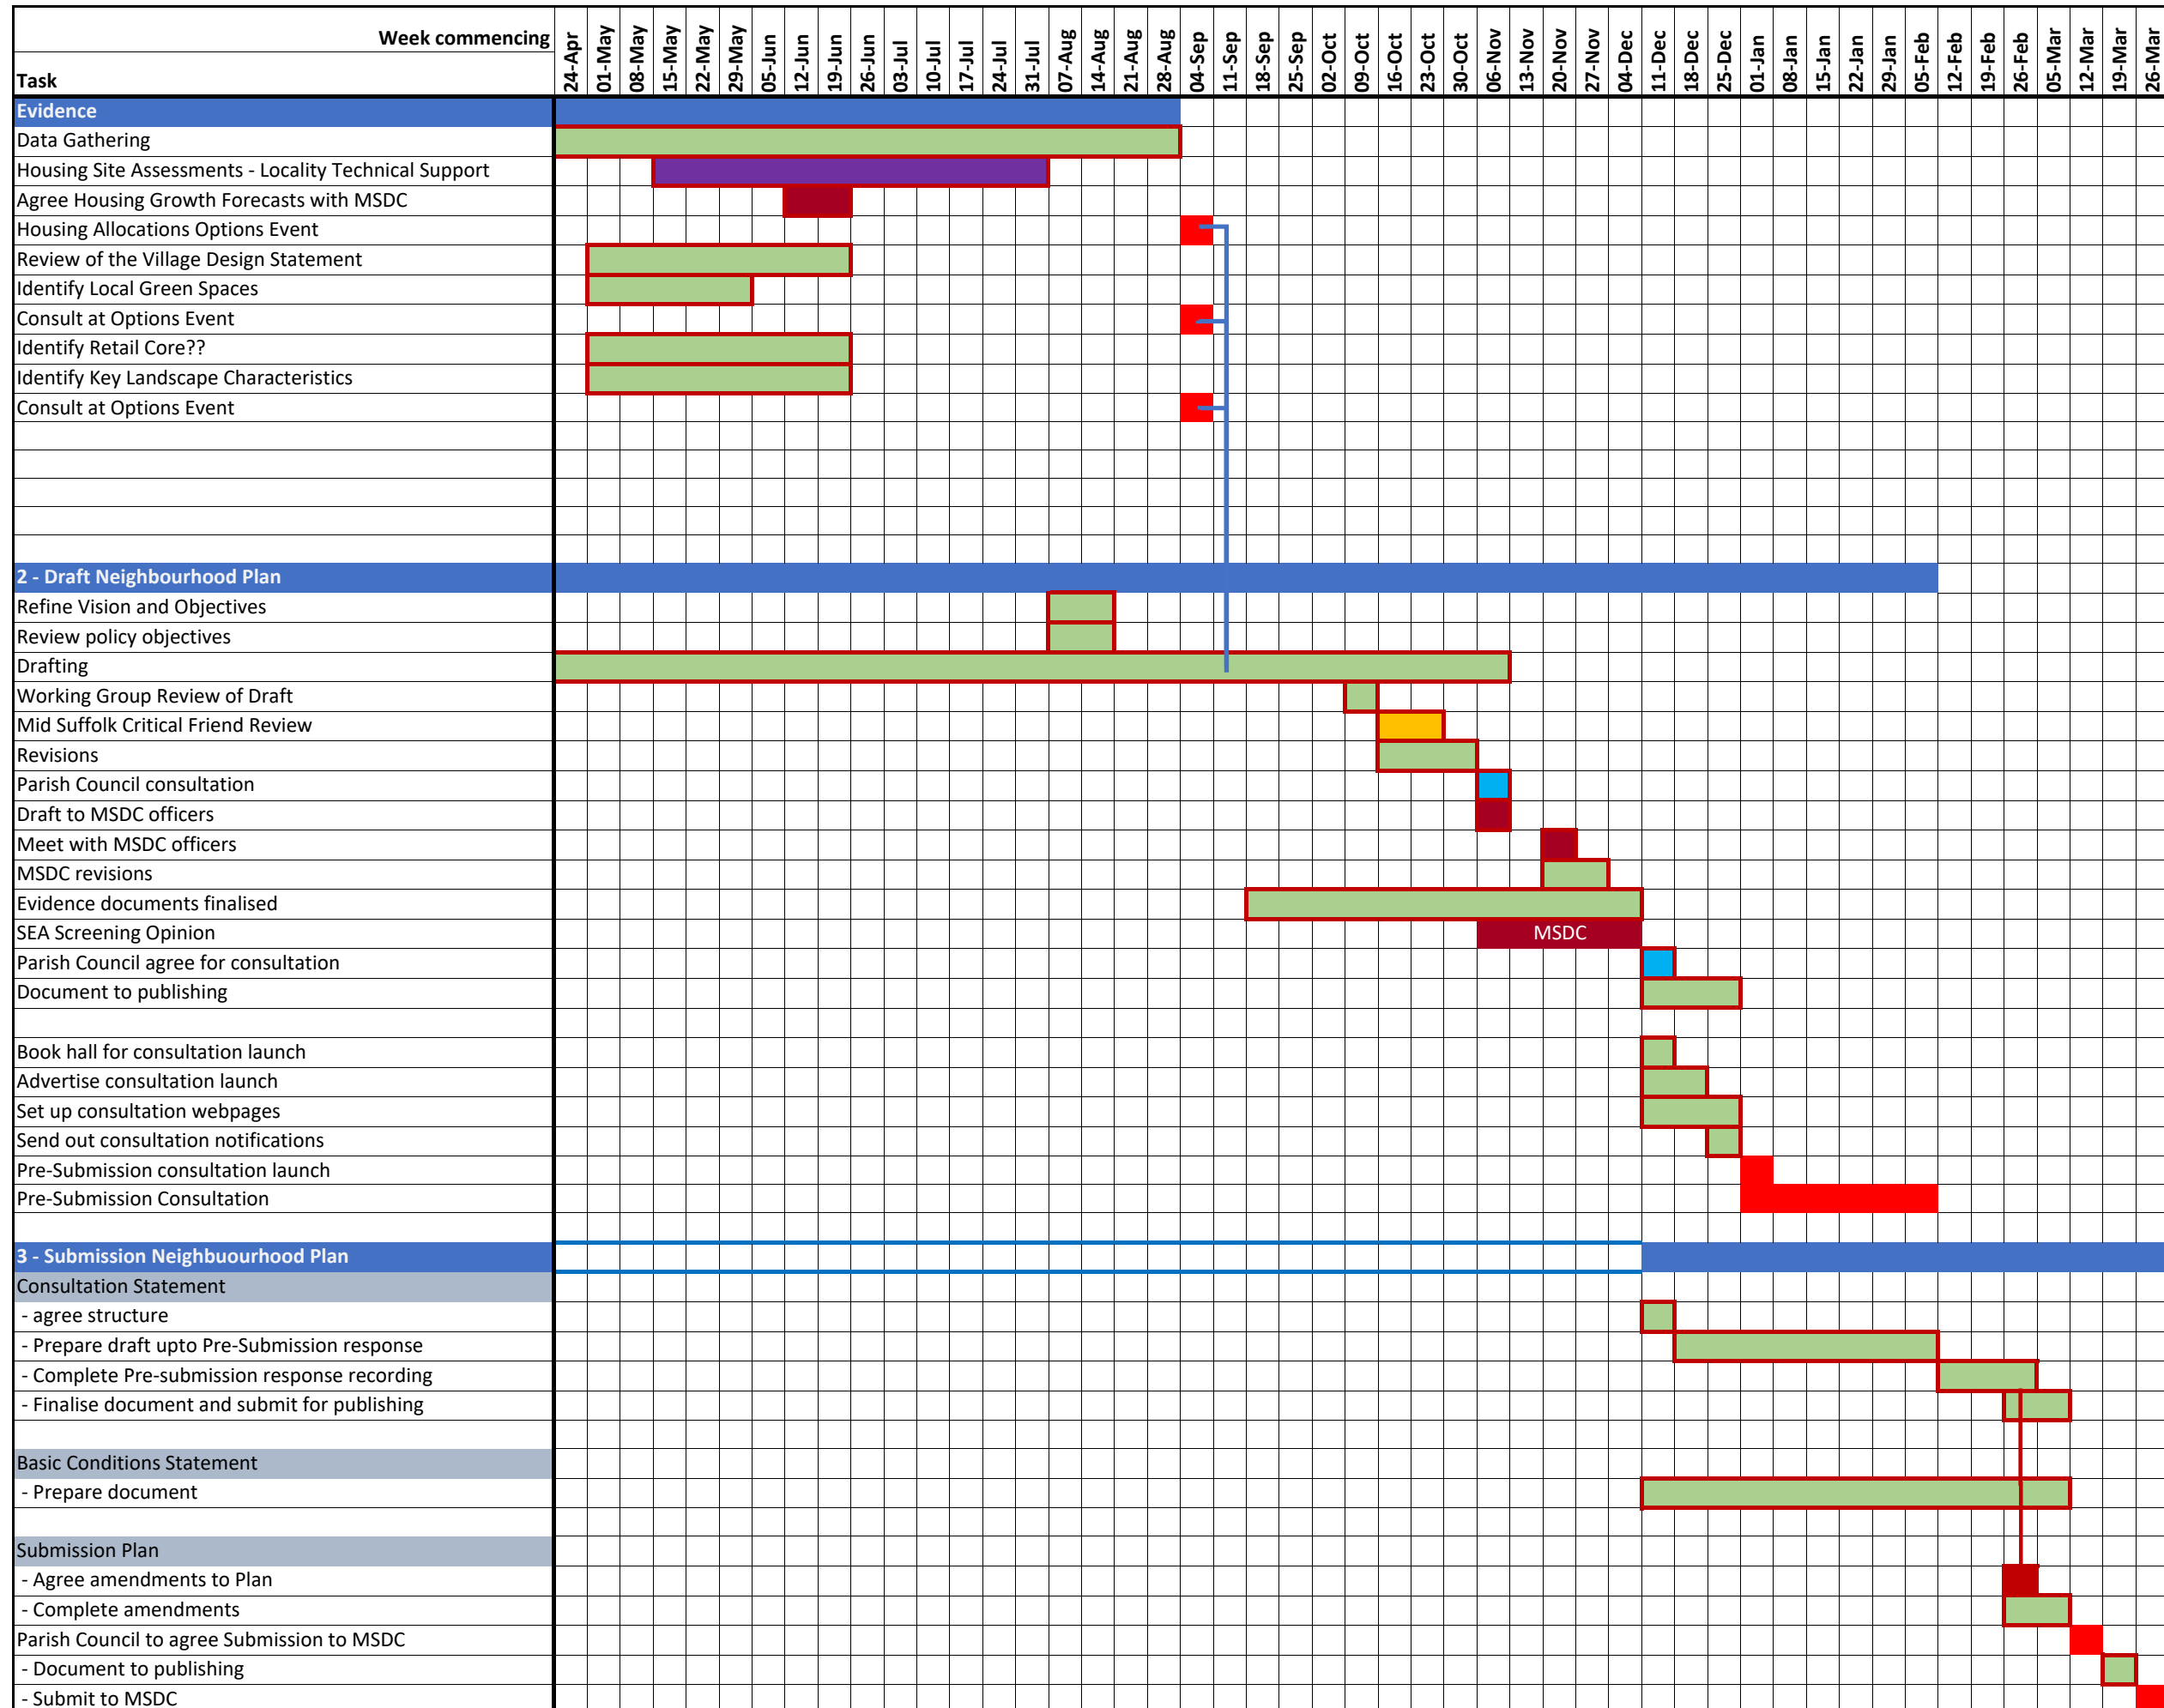 Week commencing
Task
24-Apr
01-May
08-May
15-May
22-May
29-May
05-Jun
12-Jun
19-Jun
26-Jun
03-Jul
10-Jul
17-Jul
24-Jul
31-Jul
07-Aug
14-Aug
21-Aug
28-Aug
04-Sep
11-Sep
18-Sep
25-Sep
02-Oct
09-Oct
16-Oct
23-Oct
30-Oct
06-Nov
13-Nov
20-Nov
27-Nov
04-Dec
11-Dec
18-Dec
25-Dec
01-Jan
08-Jan
15-Jan
22-Jan
29-Jan
05-Feb
12-Feb
19-Feb
26-Feb
05-Mar
12-Mar
19-Mar
26-Mar
Evidence
Data Gathering
Housing Site Assessments - Locality Technical Support
Agree Housing Growth Forecasts with MSDC
Housing Allocations Options Event
Review of the Village Design Statement
Identify Local Green Spaces
Consult at Options Event
Identify Retail Core??
Identify Key Landscape Characteristics
Consult at Options Event
2 - Draft Neighbourhood Plan
Refine Vision and Objectives
Review policy objectives
Drafting
Working Group Review of Draft
Mid Suffolk Critical Friend Review
Revisions
Parish Council consultation
Draft to MSDC officers
Meet with MSDC officers
MSDC revisions
Evidence documents finalised
SEA Screening Opinion MSDC
Parish Council agree for consultation
Document to publishing
Book hall for consultation launch
Advertise consultation launch
Set up consultation webpages
Send out consultation notifications
Pre-Submission consultation launch
Pre-Submission Consultation
3 - Submission Neighbuourhood Plan
Consultation Statement
- agree structure
- Prepare draft upto Pre-Submission response
- Complete Pre-submission response recording
- Finalise document and submit for publishing
Basic Conditions Statement
- Prepare document
Submission Plan
- Agree amendments to Plan
- Complete amendments
Parish Council to agree Submission to MSDC
- Document to publishing
- Submit to MSDC